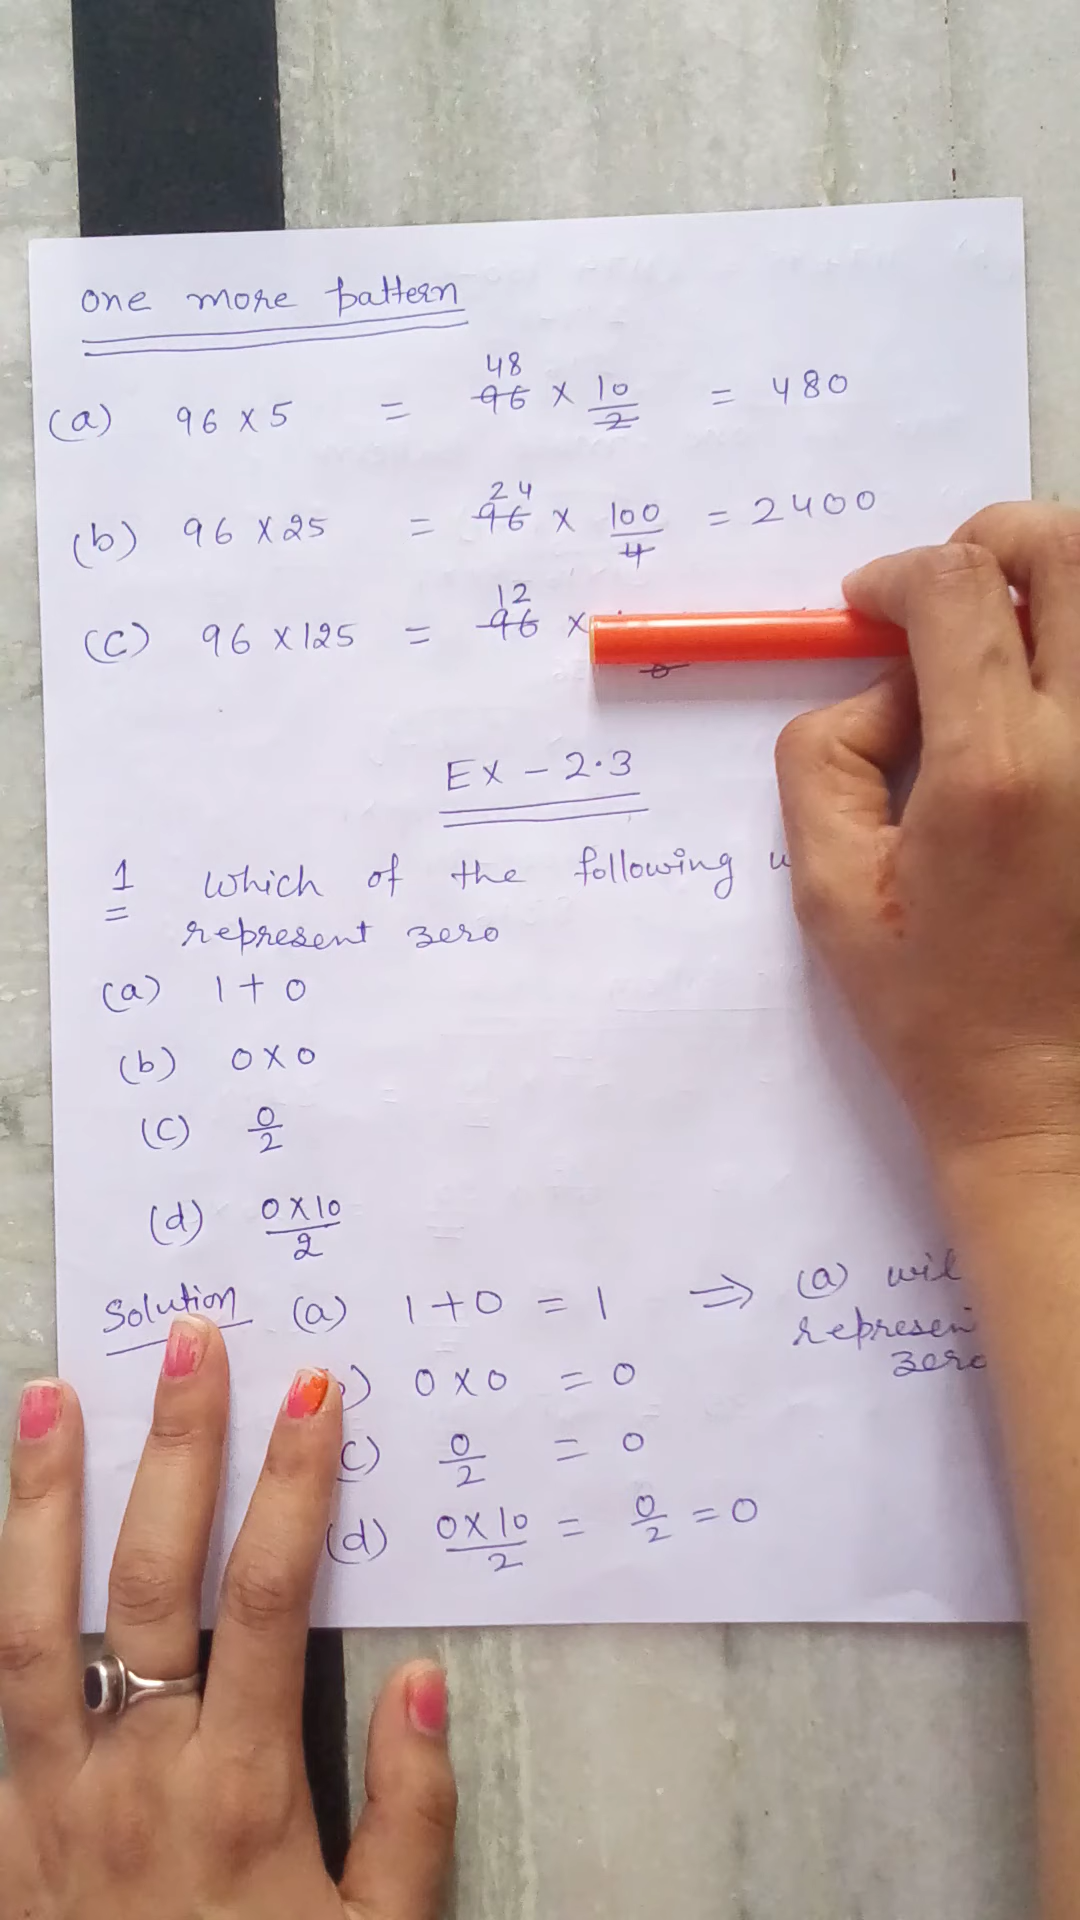 one more pattern
(a) 96 × 5 = 48 96 × 10/2 = 480
(b) 96 × 25 = 24 96 × 100/4 = 2400
(c) 96 × 125 = 12 96 ×
Ex - 2.3
1 which of the following
represent zero
(a) 1 + 0
(b) 0 × 0
(c) 0/2
(d) 0 × 10/2
Solution (a) 1 + 0 = 1 ⇒ (a) wil
represen
zero
) 0 × 0 = 0
c) 0/2 = 0
(d) 0 × 10/2 = 0/2 = 0